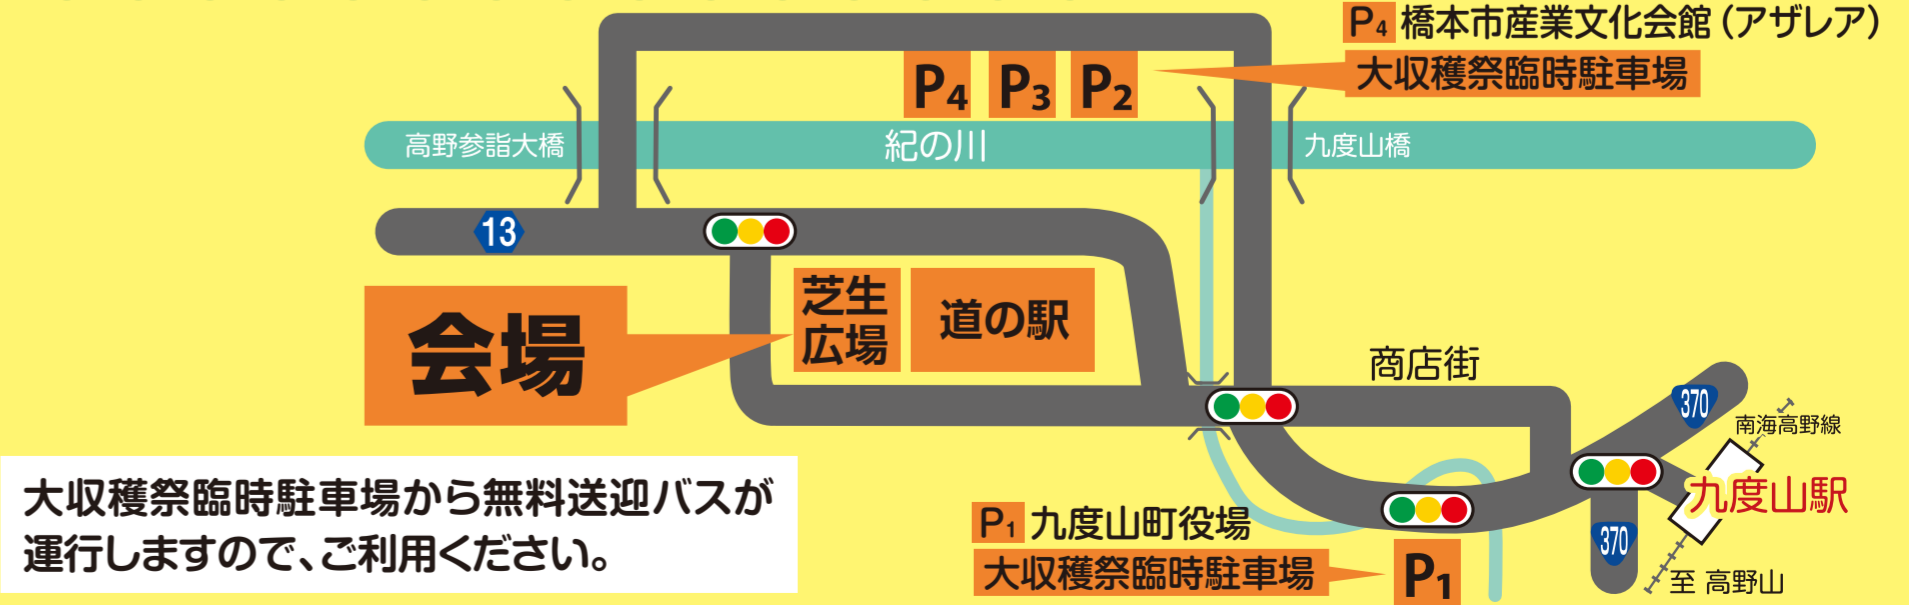 P4 橋本市産業文化会館（アザレア）
大収穫祭臨時駐車場
P4 P3 P2
高野参詣大橋
紀の川
九度山橋
13
会場
芝生
広場
道の駅
商店街
370
南海高野線
九度山駅
370
至 高野山
P1 九度山町役場
大収穫祭臨時駐車場
P1
大収穫祭臨時駐車場から無料送迎バスが
運行しますので、ご利用ください。